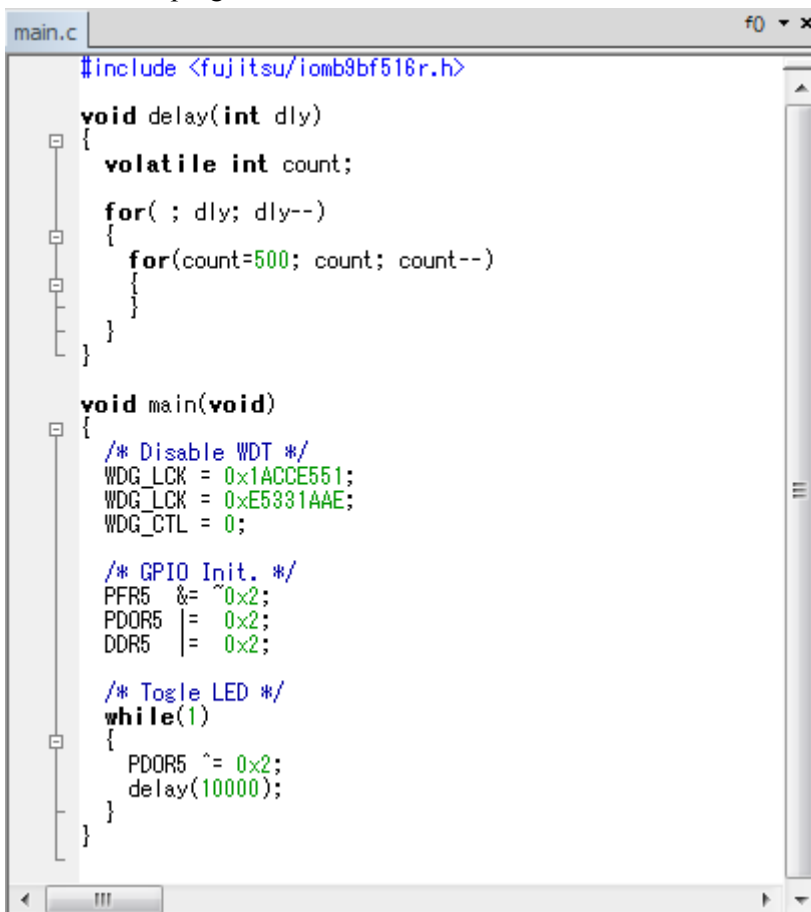 main.c
f()
#include <fujitsu/iomb9bf516r.h>
void delay(int dly)
{
volatile int count;
for( ; dly; dly--)
{
for(count=500; count; count--)
{
}
}
}
void main(void)
{
/* Disable WDT */
WDG_LCK = 0x1ACCE551;
WDG_LCK = 0xE5331AAE;
WDG_CTL = 0;
/* GPIO Init. */
PFR5 &= ~0x2;
PDOR5 |= 0x2;
DDR5 |= 0x2;
/* Togle LED */
while(1)
{
PDOR5 ^= 0x2;
delay(10000);
}
}